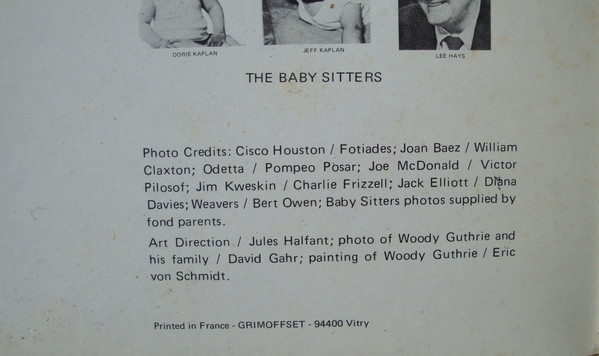 DORIS KAPLAN
JEFF KAPLAN
LEE HAYS
THE BABY SITTERS
Photo Credits: Cisco Houston / Fotiades; Joan Baez / William
Claxton; Odetta / Pompeo Posar; Joe McDonald / Victor
Pilosof; Jim Kweskin / Charlie Frizzell; Jack Elliott / Diana
Davies; Weavers / Bert Owen; Baby Sitters photos supplied by
fond parents.
Art Direction / Jules Halfant; photo of Woody Guthrie and
his family / David Gahr; painting of Woody Guthrie / Eric
von Schmidt.
Printed in France - GRIMOFFSET - 94400 Vitry